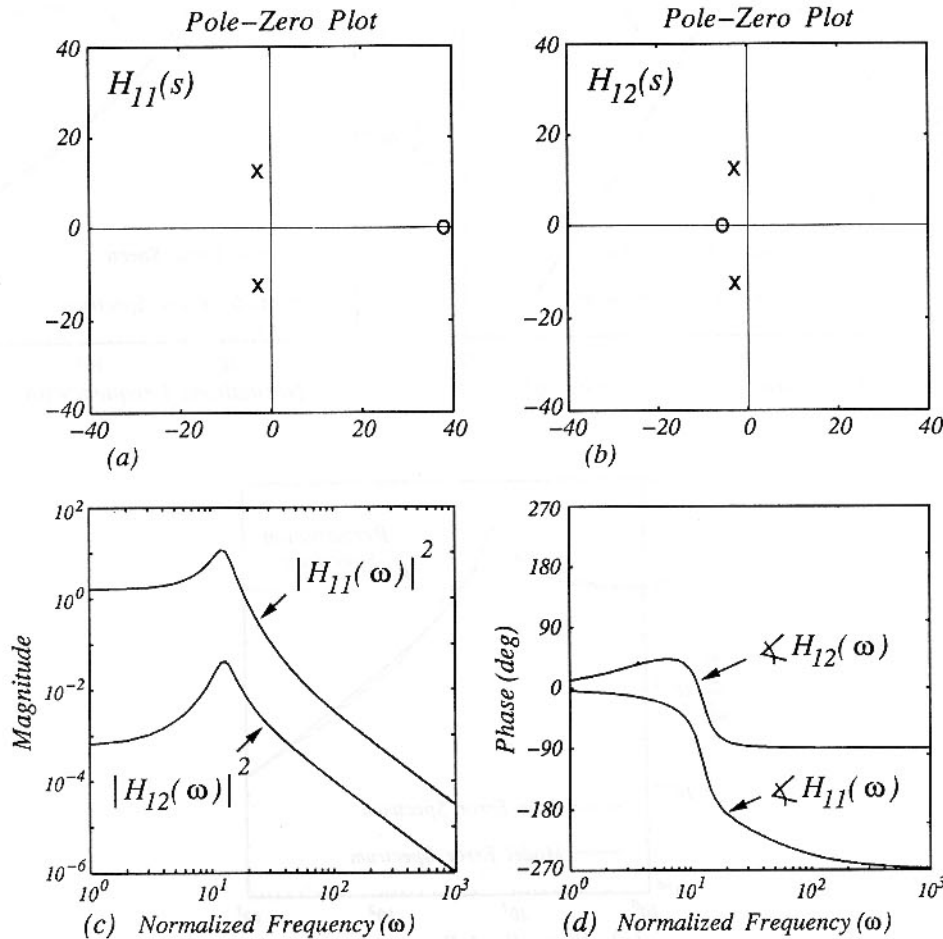 Pole–Zero Plot
H11(s)
40
20
0
−20
−40
−40
−20
0
20
40
(a)
Pole–Zero Plot
H12(s)
40
20
0
−20
−40
−40
−20
0
20
40
(b)
10^2
10^0
10^−2
10^−4
10^−6
Magnitude
|H11(ω)|^2
|H12(ω)|^2
10^0
10^1
10^2
10^3
(c) Normalized Frequency (ω)
270
180
90
0
−90
−180
−270
Phase (deg)
∡ H12(ω)
∡ H11(ω)
10^0
10^1
10^2
10^3
(d) Normalized Frequency (ω)